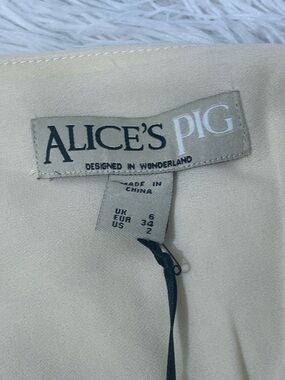 ALICE'S PIG
DESIGNED IN WONDERLAND
MADE IN
CHINA
UK 6
EUR 34
US 2